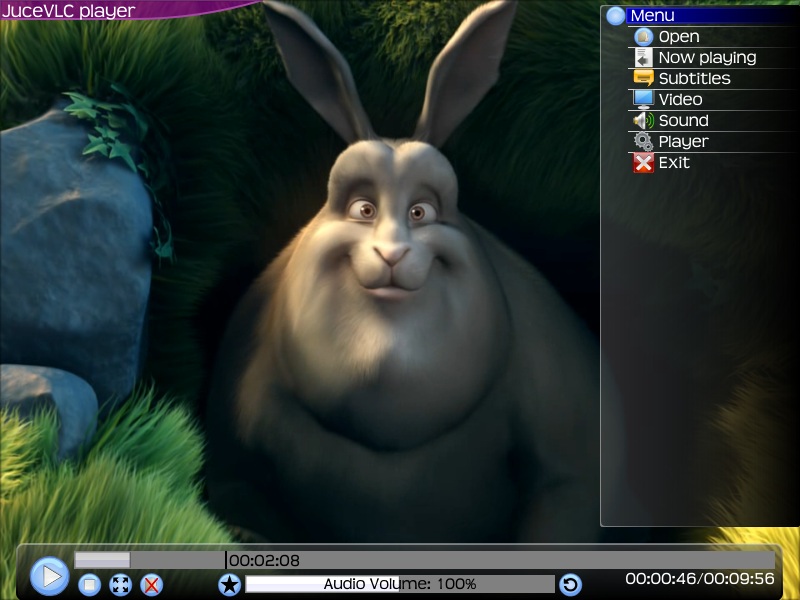 JuceVLC player
Menu
Open
Now playing
Subtitles
Video
Sound
Player
Exit
00:02:08
Audio Volume: 100%
00:00:46/00:09:56